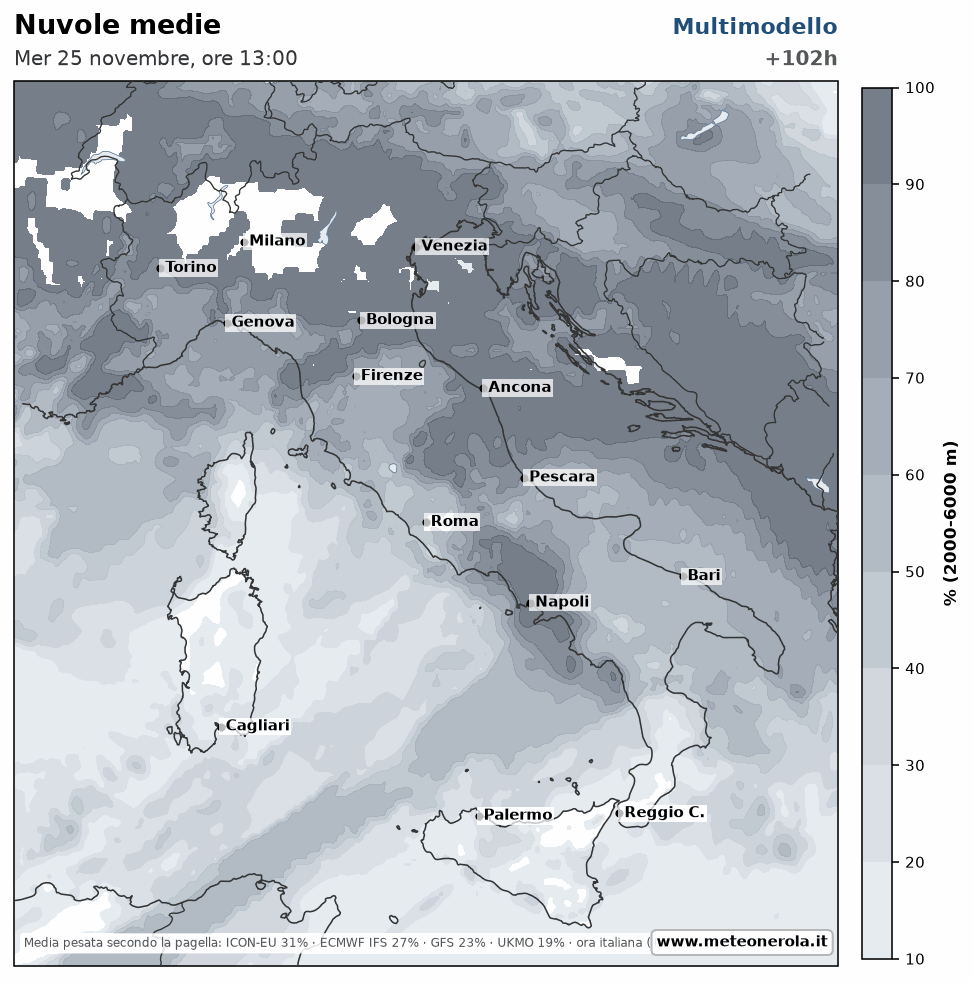 Nuvole medie
Multimodello
Mer 25 novembre, ore 13:00
+102h
100
90
Milano
Venezia
Torino
80
Genova
Bologna
Firenze
Ancona
70
Pescara
60
Roma
% (2000-6000 m)
Bari
50
Napoli
40
Cagliari
30
Palermo
Reggio C.
20
Media pesata secondo la pagella: ICON-EU 31% · ECMWF IFS 27% · GFS 23% · UKMO 19% · ora italiana (
www.meteonerola.it
10